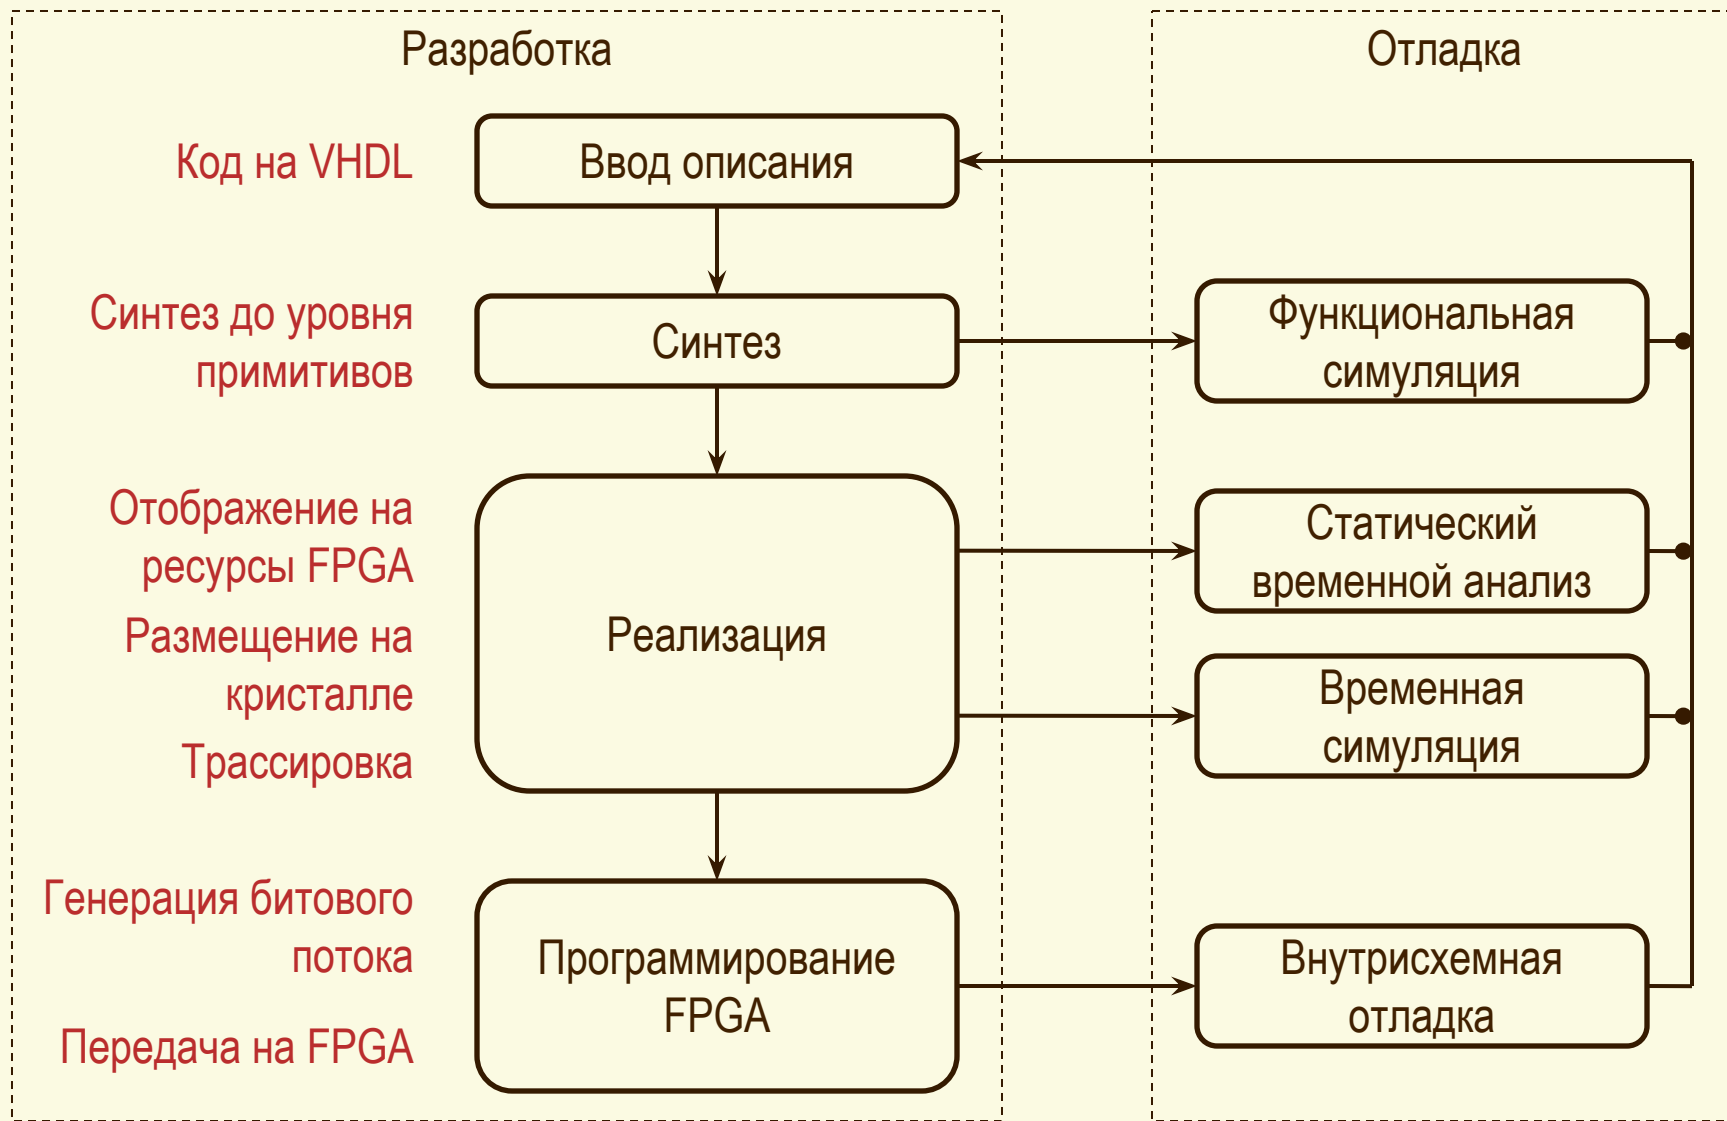 Разработка
Отладка
Код на VHDL
Ввод описания
Синтез до уровня
примитивов
Синтез
Функциональная
симуляция
Отображение на
ресурсы FPGA
Размещение на
кристалле
Трассировка
Реализация
Статический
временной анализ
Временная
симуляция
Генерация битового
потока
Передача на FPGA
Программирование
FPGA
Внутрисхемная
отладка